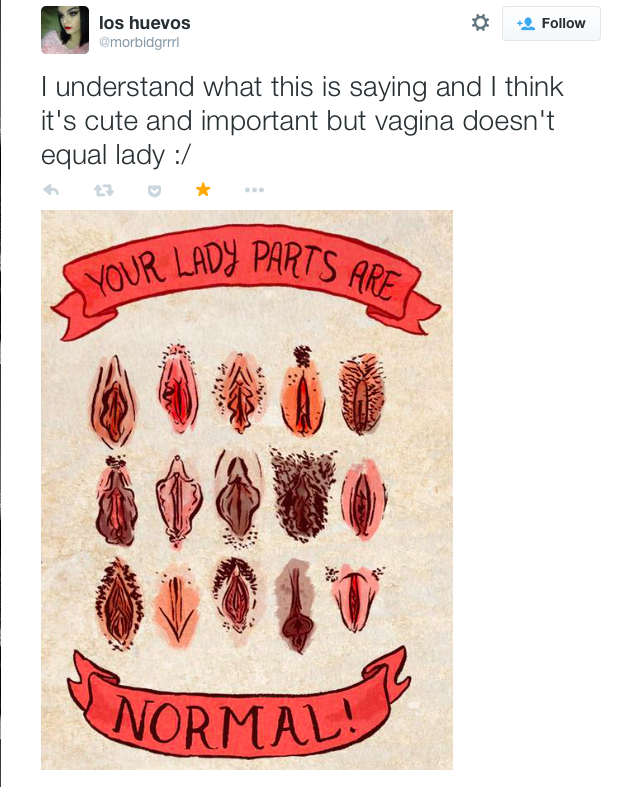 los huevos
@morbidgrrrl
Follow
I understand what this is saying and I think
it's cute and important but vagina doesn't
equal lady :/
YOUR LADY PARTS ARE
NORMAL!